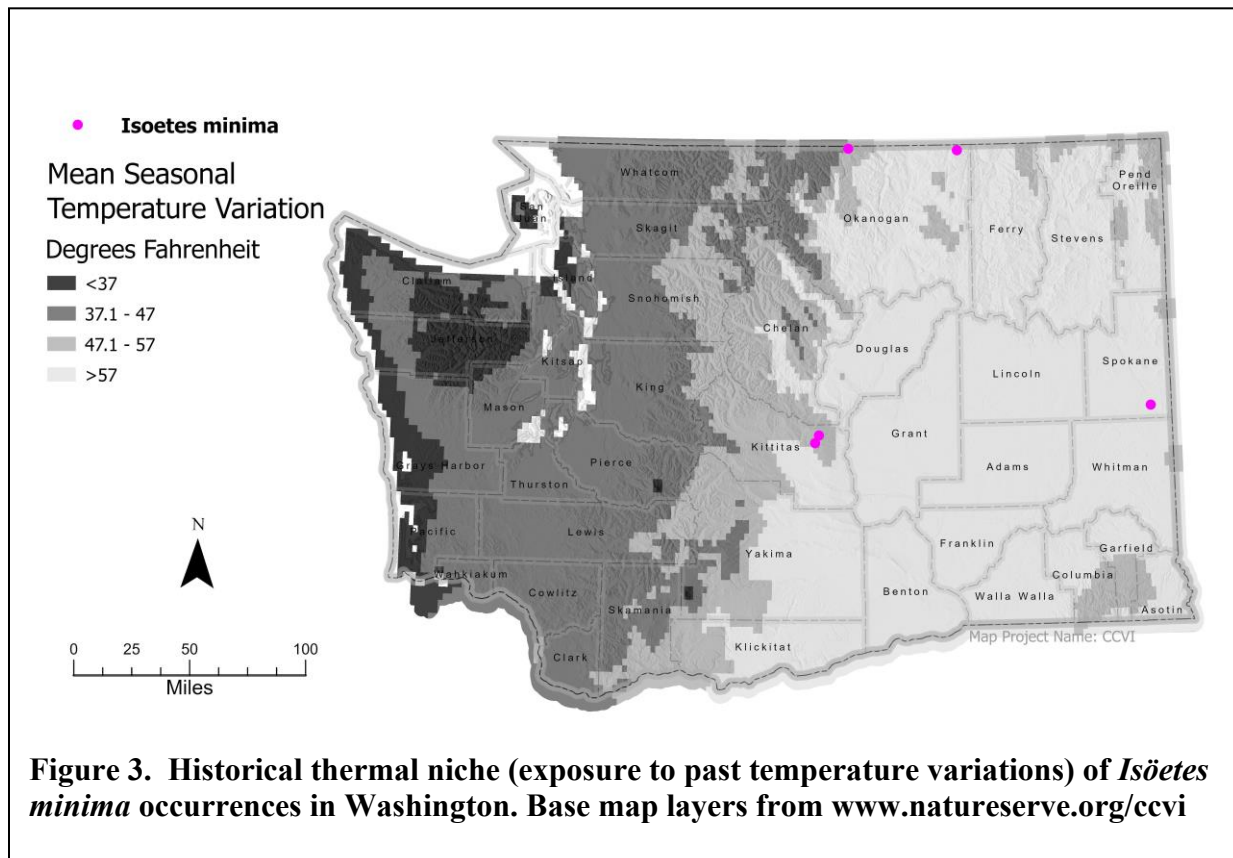 Isoetes minima
Mean Seasonal
Temperature Variation
Degrees Fahrenheit
<37
37.1 - 47
47.1 - 57
>57
N
0 25 50 100
Miles
Whatcom
San
Juan
Skagit
Island
Clallam
Snohomish
Jefferson
Kitsap
King
Mason
Grays Harbor
Thurston
Pierce
Pacific
Lewis
Wahkiakum
Cowlitz
Skamania
Clark
Okanogan
Ferry
Stevens
Pend
Oreille
Chelan
Douglas
Lincoln
Spokane
Kittitas
Grant
Adams
Whitman
Yakima
Franklin
Garfield
Columbia
Benton
Walla Walla
Asotin
Klickitat
Map Project Name: CCVI
Figure 3. Historical thermal niche (exposure to past temperature variations) of Isöetes
minima occurrences in Washington. Base map layers from www.natureserve.org/ccvi